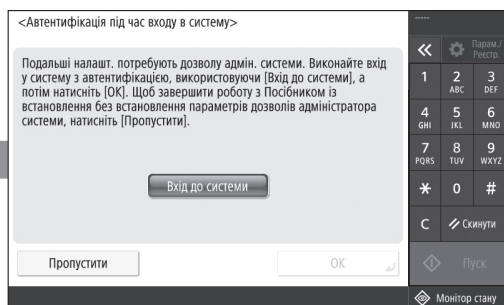 <Автентифікація під час входу в систему>
Подальші налашт. потребують дозволу адмін. системи. Виконайте вхід
у систему з автентифікацією, використовуючи [Вхід до системи], а
потім натисніть [OK]. Щоб завершити роботу з Посібником із
встановлення без встановлення параметрів дозволів адміністратора
системи, натисніть [Пропустити].
Вхід до системи
Пропустити
OK
-----
Парам./
Реєстр.
1 2 3
ABC DEF
4 5 6
GHI JKL MNO
7 8 9
PQRS TUV WXYZ
* 0 #
C Скинути
Пуск
Монітор стану